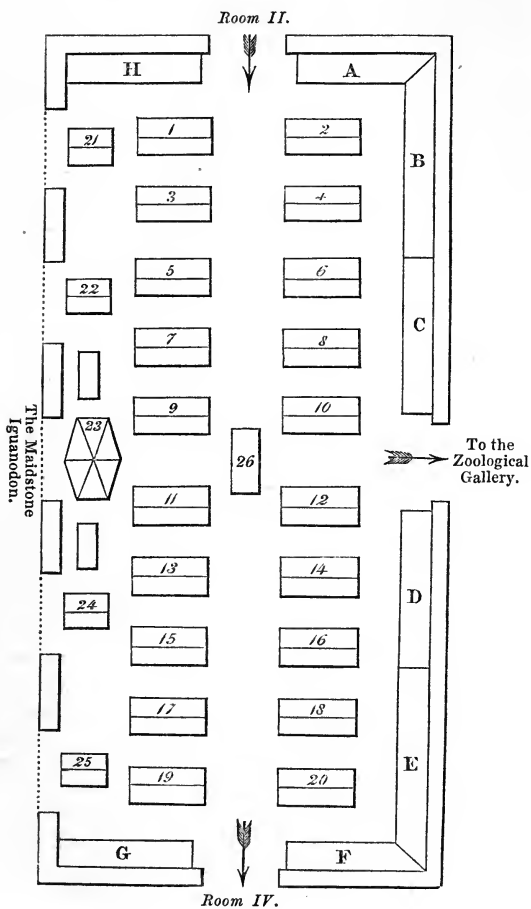 Room II.
H
A
B
21
1
2
3
4
5
6
C
22
7
8
9
10
23
26
The Maidstone
Iguanodon.
To the
Zoological
Gallery.
11
12
13
14
D
24
15
16
17
18
25
E
19
20
G
F
Room IV.